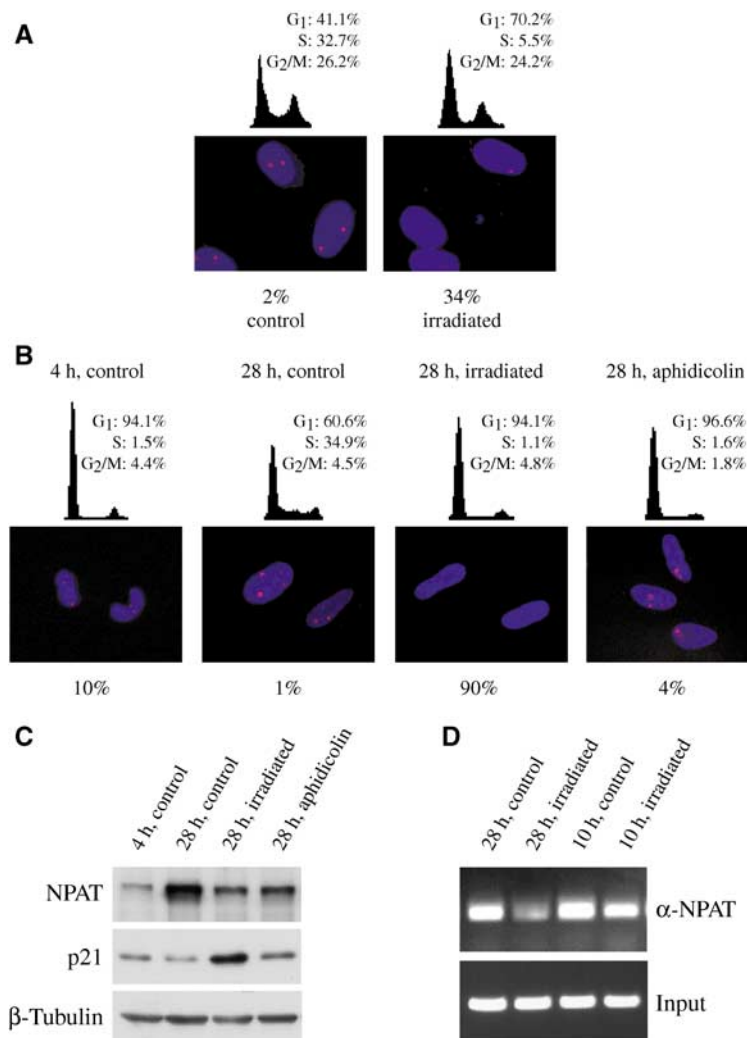 A
G1: 41.1%
S: 32.7%
G2/M: 26.2%
G1: 70.2%
S: 5.5%
G2/M: 24.2%
2%
control
34%
irradiated
B
4 h, control
28 h, control
28 h, irradiated
28 h, aphidicolin
G1: 94.1%
S: 1.5%
G2/M: 4.4%
G1: 60.6%
S: 34.9%
G2/M: 4.5%
G1: 94.1%
S: 1.1%
G2/M: 4.8%
G1: 96.6%
S: 1.6%
G2/M: 1.8%
10%
1%
90%
4%
C
4 h, control
28 h, control
28 h, irradiated
28 h, aphidicolin
NPAT
p21
β-Tubulin
D
28 h, control
28 h, irradiated
10 h, control
10 h, irradiated
α-NPAT
Input